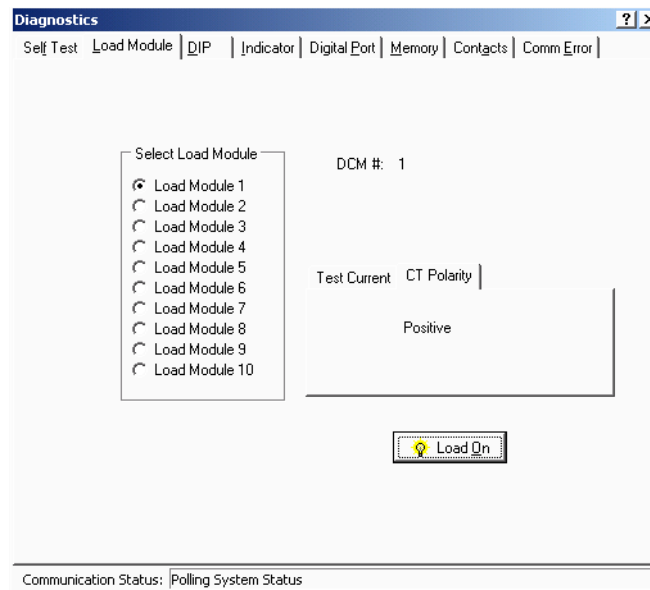 Diagnostics
Self Test Load Module DIP Indicator Digital Port Memory Contacts Comm Error
Select Load Module
Load Module 1
Load Module 2
Load Module 3
Load Module 4
Load Module 5
Load Module 6
Load Module 7
Load Module 8
Load Module 9
Load Module 10
DCM #: 1
Test Current CT Polarity
Positive
Load On
Communication Status: Polling System Status